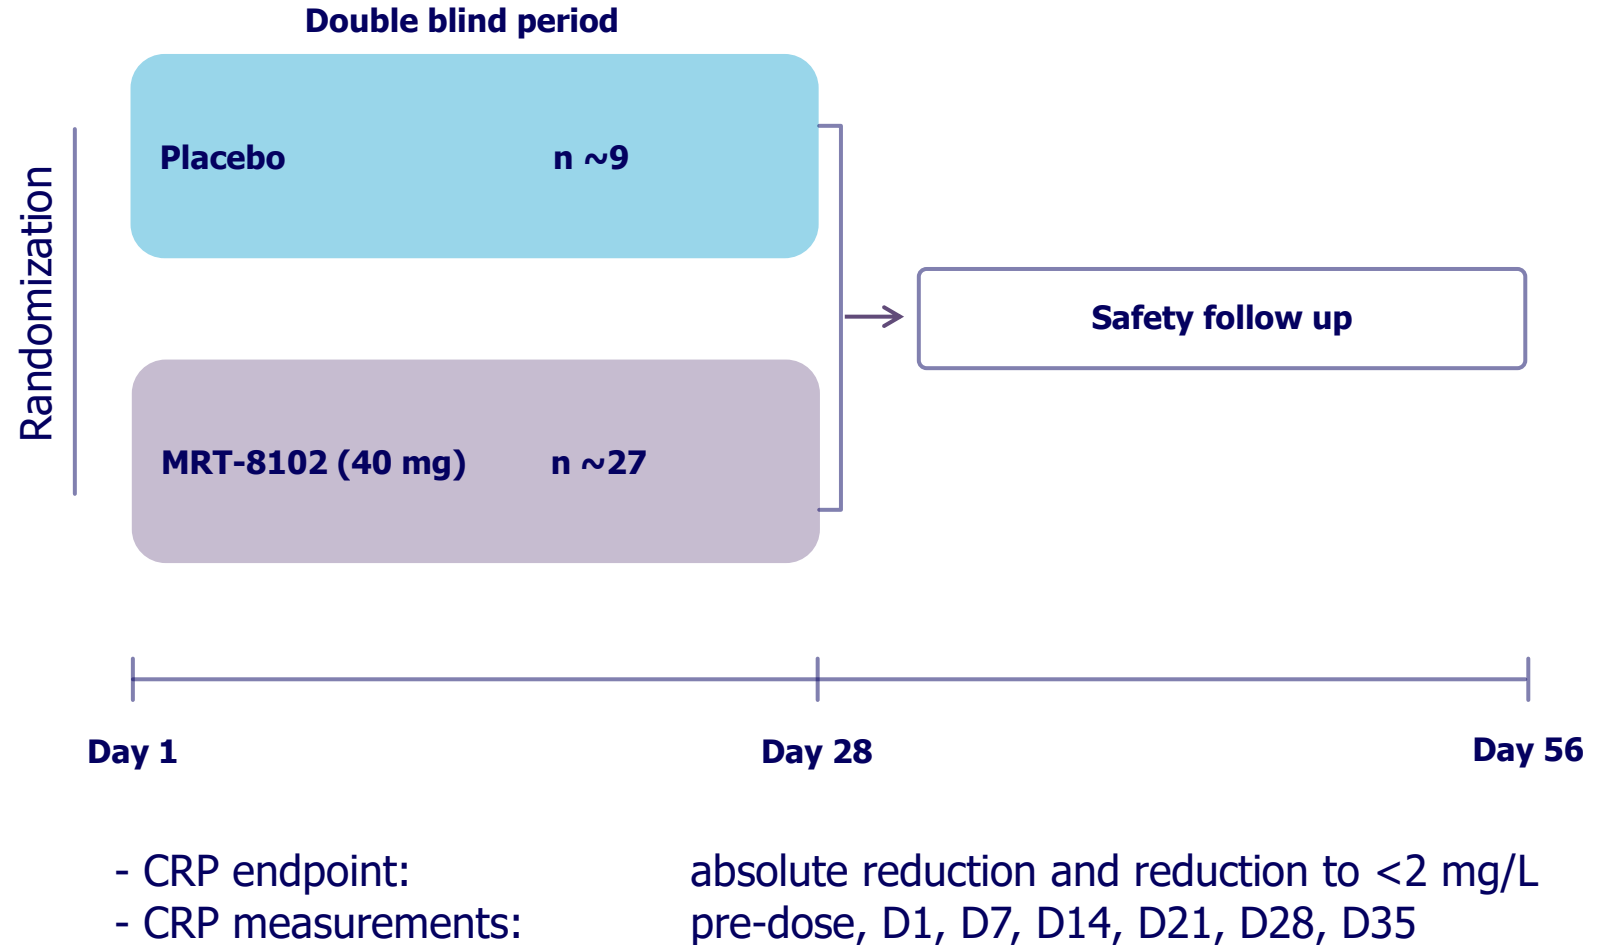 Double blind period
Randomization
Placebo n ~9
MRT-8102 (40 mg) n ~27
Safety follow up
Day 1 Day 28 Day 56
- CRP endpoint: absolute reduction and reduction to <2 mg/L
- CRP measurements: pre-dose, D1, D7, D14, D21, D28, D35